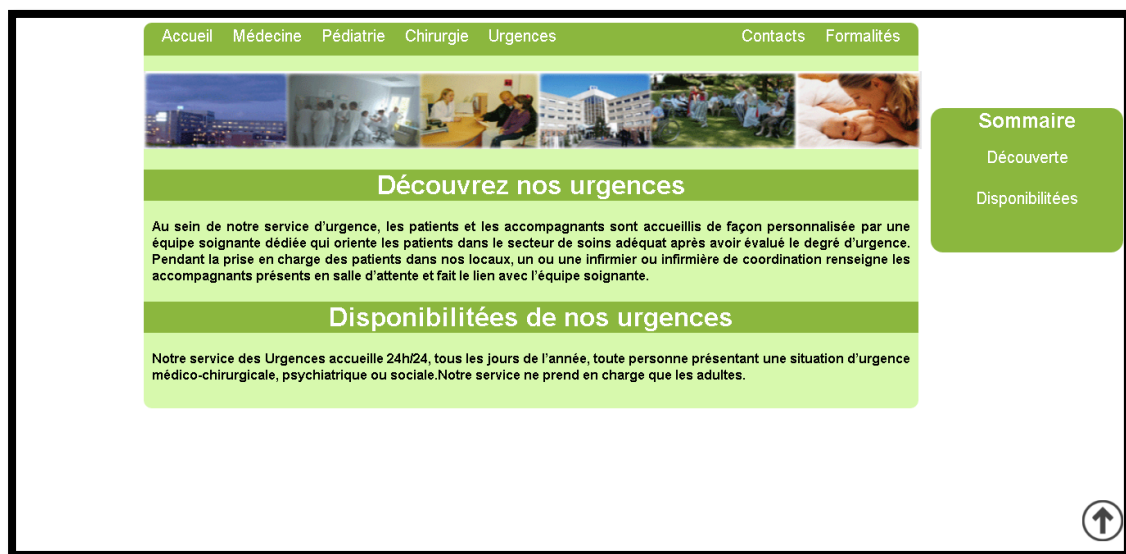 Accueil Médecine Pédiatrie Chirurgie Urgences Contacts Formalités
Sommaire
Découverte
Disponibilitées
Découvrez nos urgences
Au sein de notre service d’urgence, les patients et les accompagnants sont accueillis de façon personnalisée par une
équipe soignante dédiée qui oriente les patients dans le secteur de soins adéquat après avoir évalué le degré d’urgence.
Pendant la prise en charge des patients dans nos locaux, un ou une infirmier ou infirmière de coordination renseigne les
accompagnants présents en salle d’attente et fait le lien avec l’équipe soignante.
Disponibilitées de nos urgences
Notre service des Urgences accueille 24h/24, tous les jours de l’année, toute personne présentant une situation d’urgence
médico-chirurgicale, psychiatrique ou sociale.Notre service ne prend en charge que les adultes.